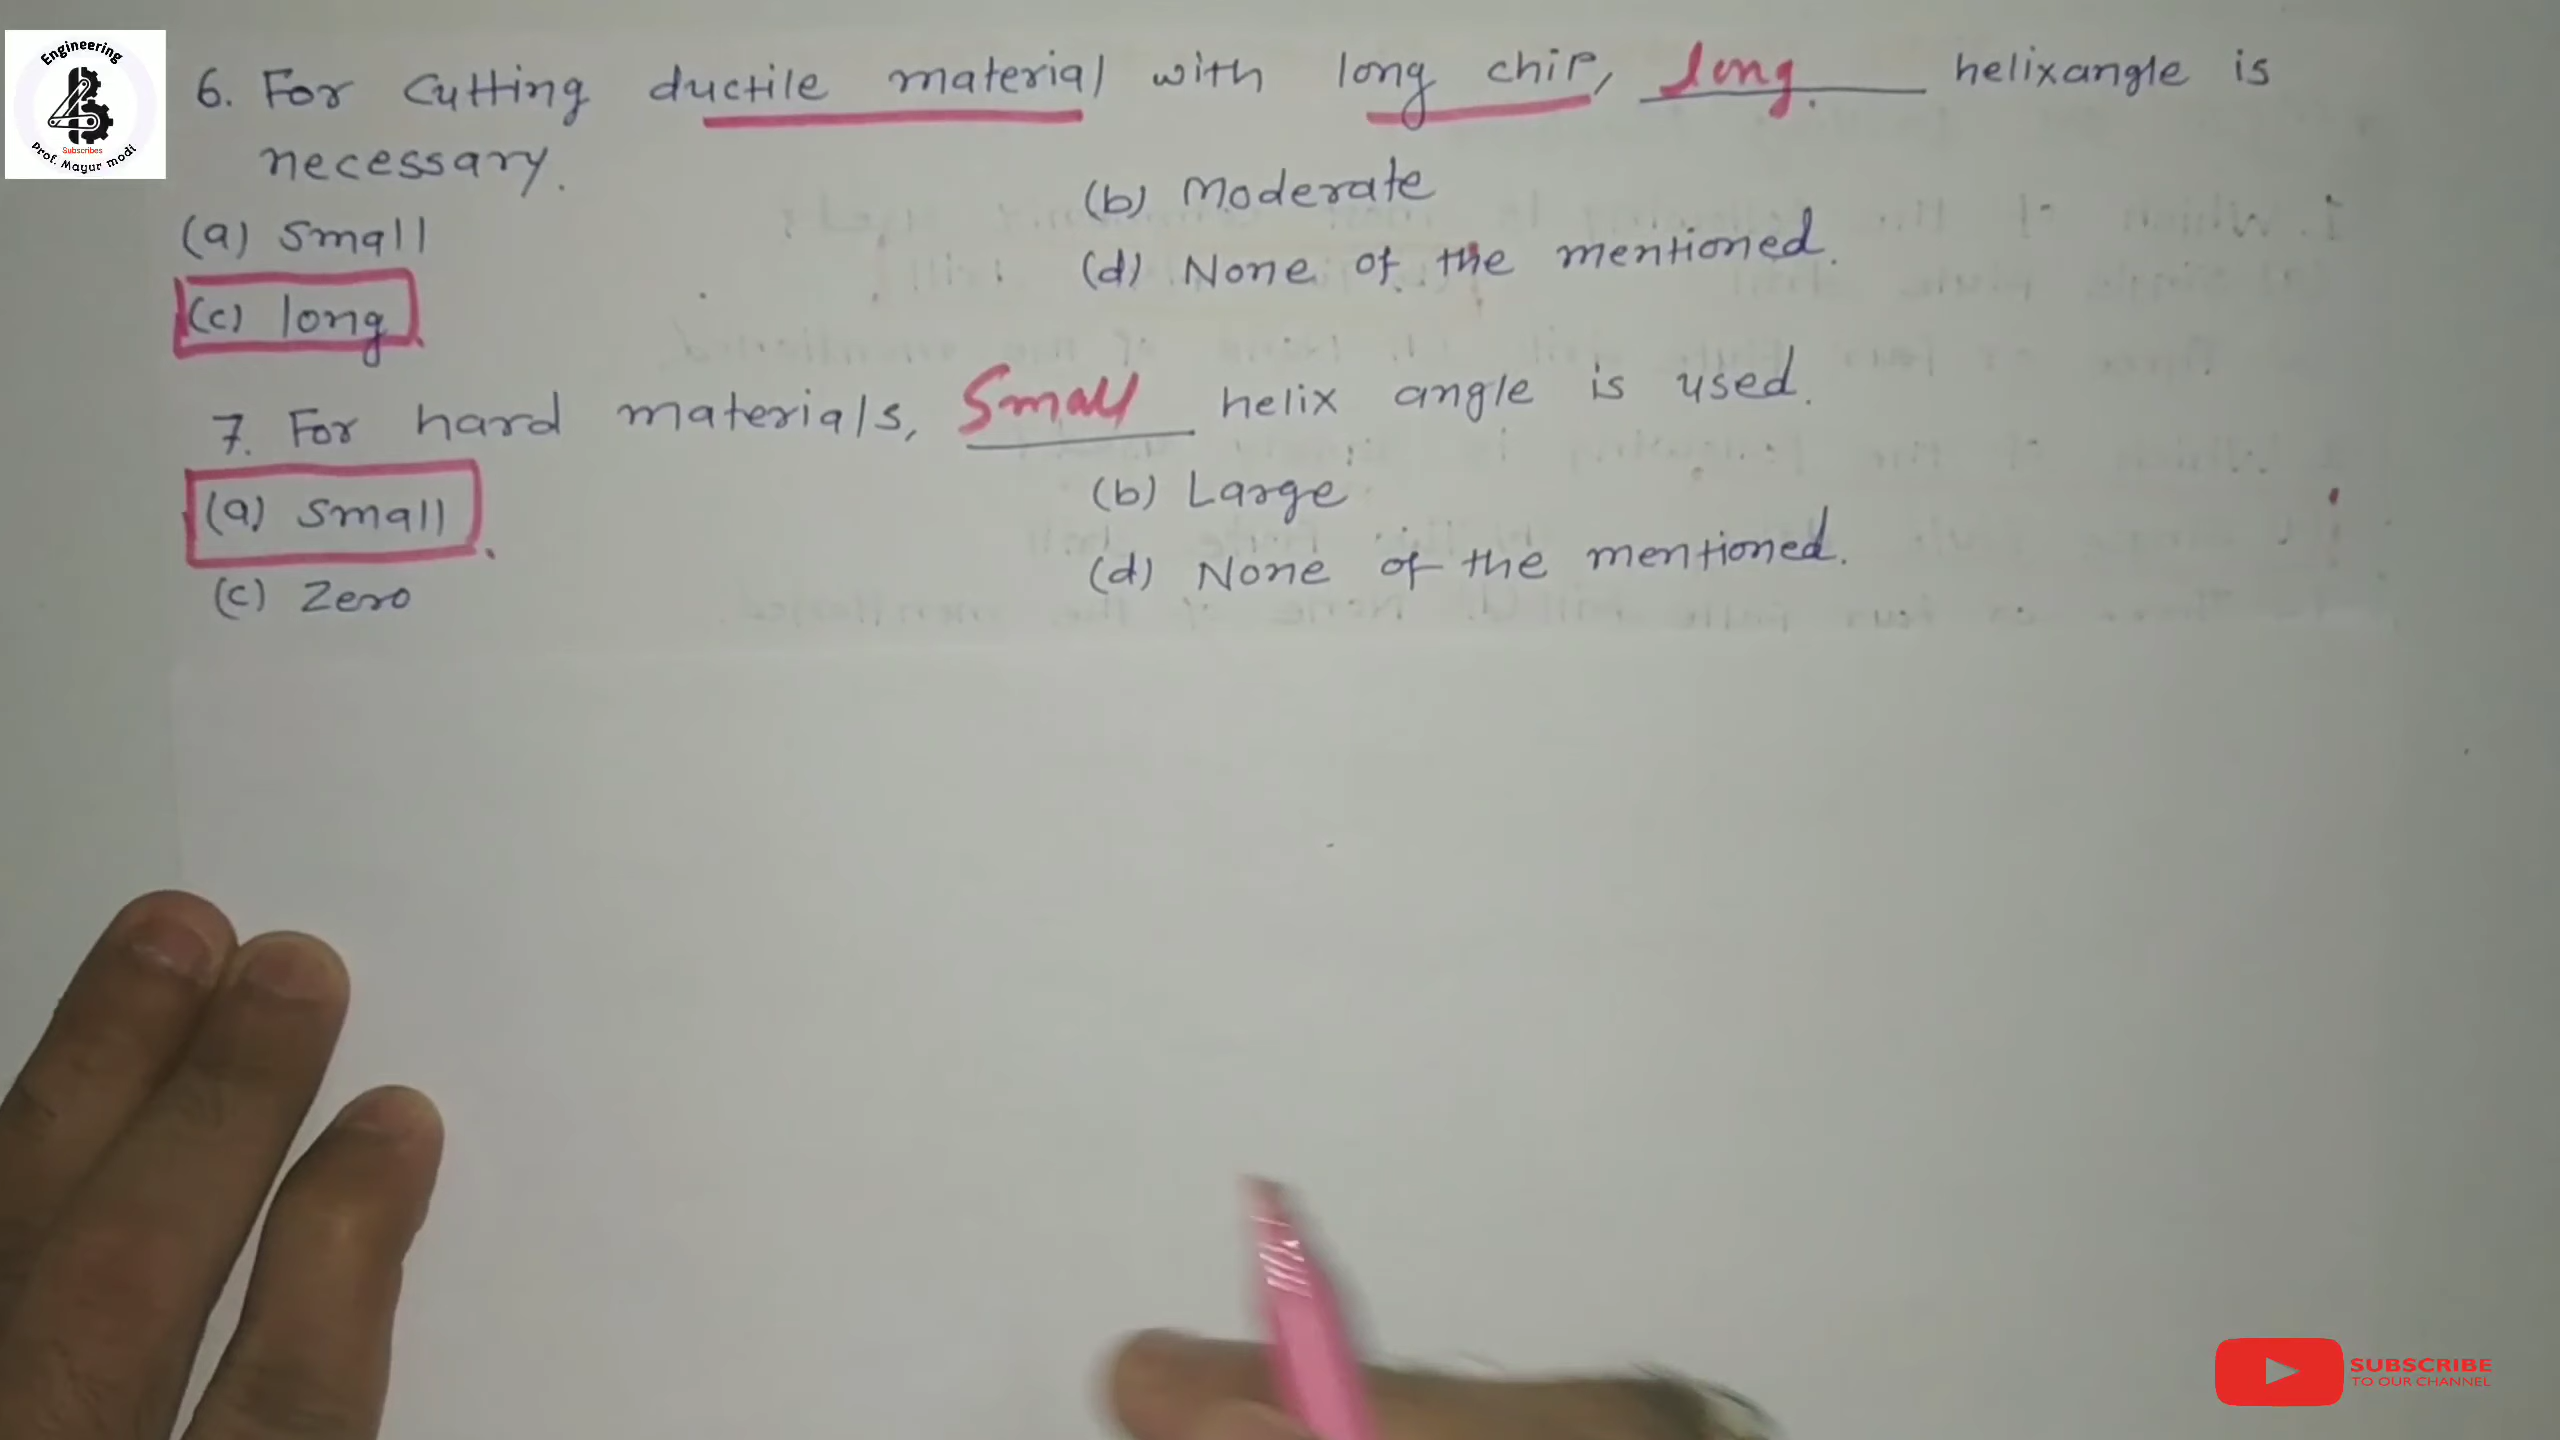 Engineering
Subscribes
Prof. Mayur modi
6. For Cutting ductile material with long chip, long. helixangle is
necessary.
(a) Small
(b) Moderate
(c) long
(d) None of the mentioned.
7. For hard materials, Small helix angle is used.
(a) Small
(b) Large
(c) Zero
(d) None of the mentioned.
SUBSCRIBE
TO OUR CHANNEL